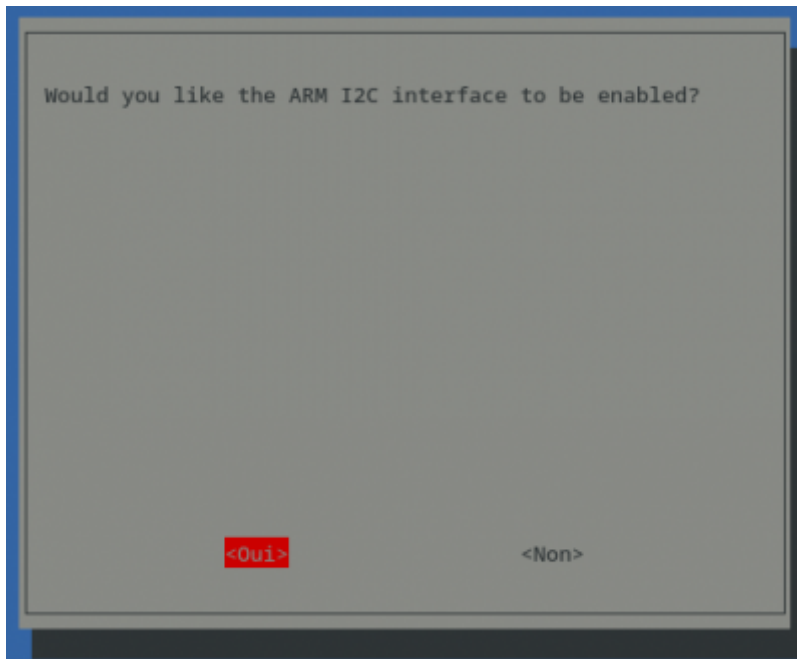 Would you like the ARM I2C interface to be enabled?
<Oui> <Non>